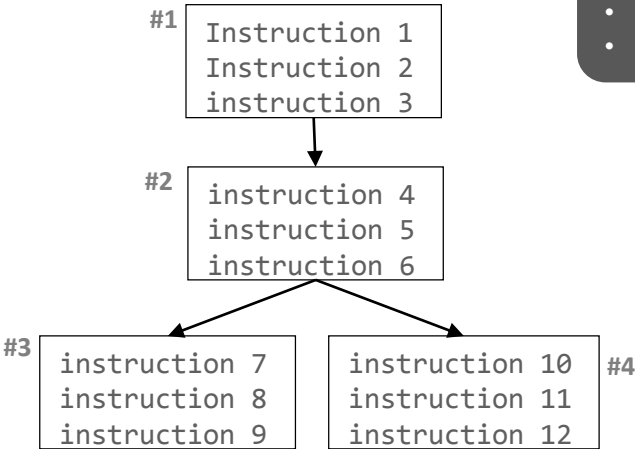 #1
Instruction 1
Instruction 2
instruction 3
#2
instruction 4
instruction 5
instruction 6
#3
instruction 7
instruction 8
instruction 9
#4
instruction 10
instruction 11
instruction 12